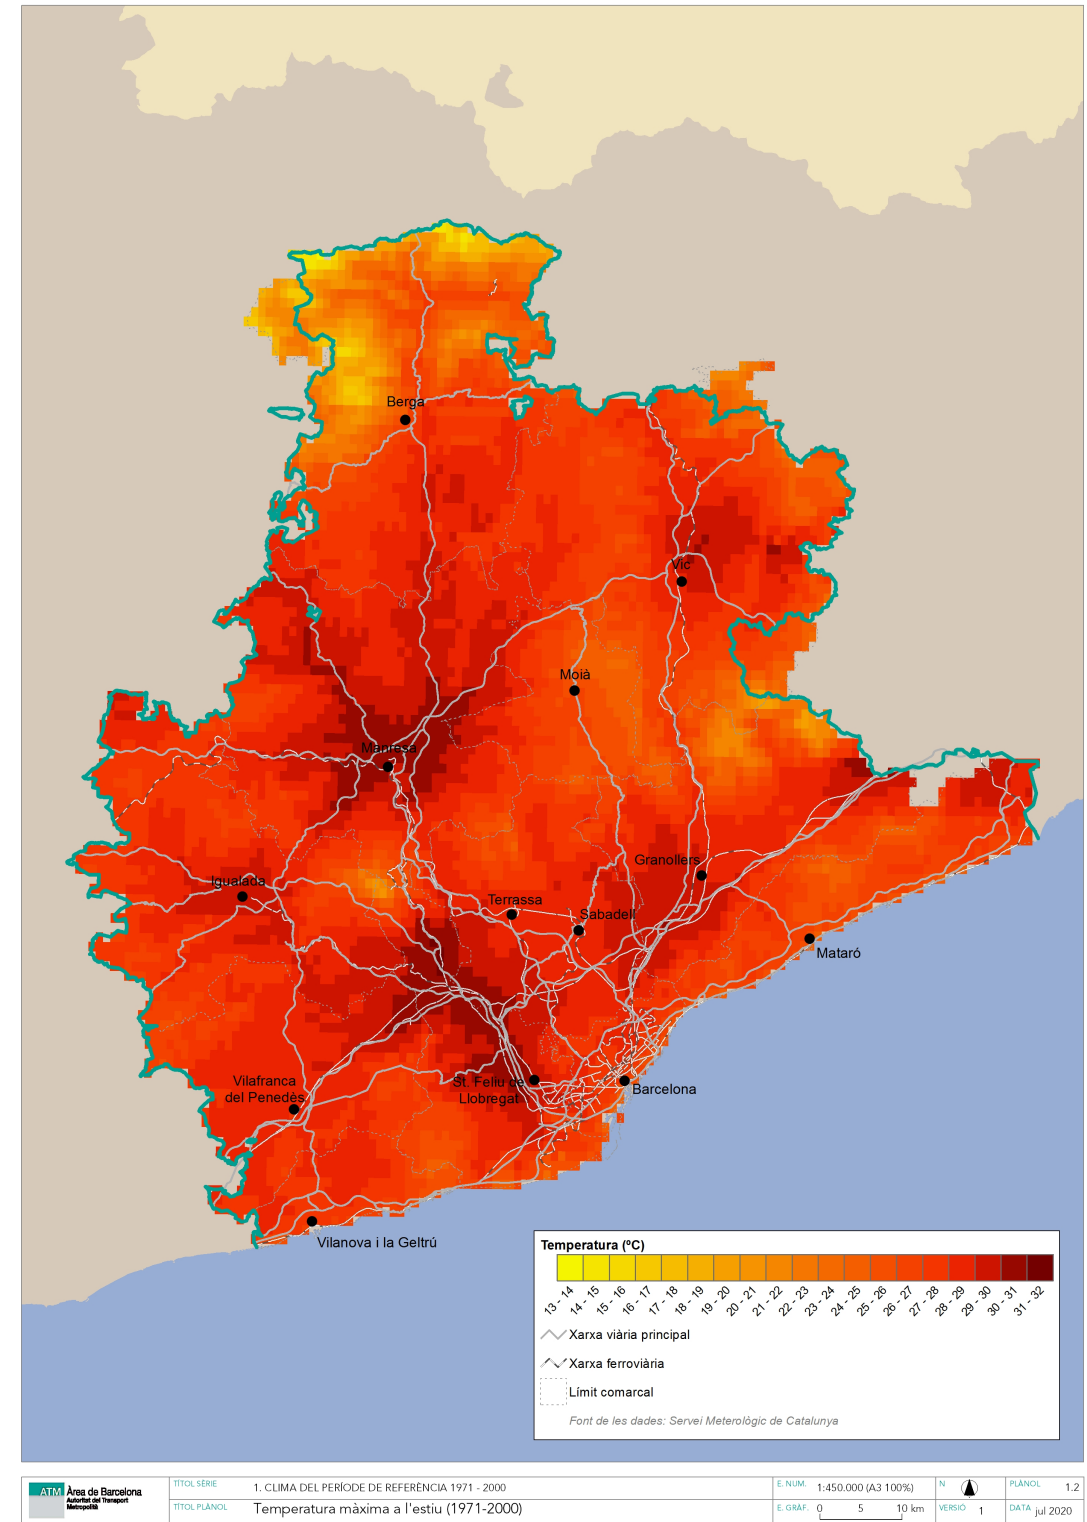 Berga
Vic
Moià
Manresa
Granollers
Igualada
Terrassa
Sabadell
Mataró
Vilafranca
del Penedès
St. Feliu de
Llobregat
Barcelona
Vilanova i la Geltrú
Temperatura (ºC)
13 - 14
14 - 15
15 - 16
16 - 17
17 - 18
18 - 19
19 - 20
20 - 21
21 - 22
22 - 23
23 - 24
24 - 25
25 - 26
26 - 27
27 - 28
28 - 29
29 - 30
30 - 31
31 - 32
Xarxa viària principal
Xarxa ferroviària
Límit comarcal
Font de les dades: Servei Meterològic de Catalunya
ATM Àrea de Barcelona
Autoritat del Transport
Metropolità
TÍTOL SÈRIE
1. CLIMA DEL PERÍODE DE REFERÈNCIA 1971 - 2000
TÍTOL PLÀNOL
Temperatura màxima a l'estiu (1971-2000)
E. NUM. 1:450.000 (A3 100%)
E. GRÀF. 0 5 10 km
N
VERSIÓ 1
PLÀNOL 1.2
DATA jul 2020